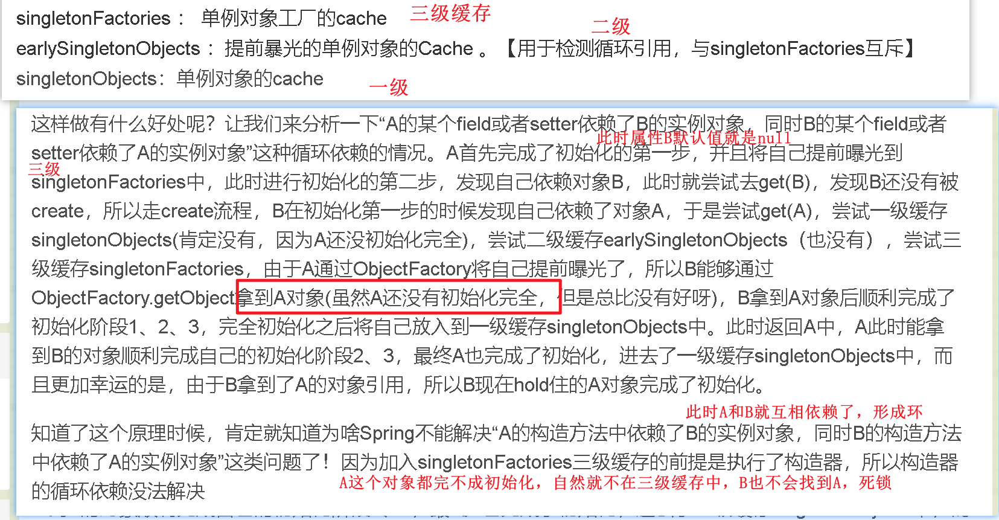 singletonFactories ： 单例对象工厂的cache
三级缓存
二级
earlySingletonObjects ：提前暴光的单例对象的Cache 。【用于检测循环引用，与singletonFactories互斥】
singletonObjects：单例对象的cache
一级
这样做有什么好处呢？让我们来分析一下“A的某个field或者setter依赖了B的实例对象，同时B的某个field或者
此时属性B默认值就是null
setter依赖了A的实例对象”这种循环依赖的情况。A首先完成了初始化的第一步，并且将自己提前曝光到
三级
singletonFactories中，此时进行初始化的第二步，发现自己依赖对象B，此时就尝试去get(B)，发现B还没有被
create，所以走create流程，B在初始化第一步的时候发现自己依赖了对象A，于是尝试get(A)，尝试一级缓存
singletonObjects(肯定没有，因为A还没初始化完全)，尝试二级缓存earlySingletonObjects（也没有），尝试三
级缓存singletonFactories，由于A通过ObjectFactory将自己提前曝光了，所以B能够通过
ObjectFactory.getObject拿到A对象(虽然A还没有初始化完全，但是总比没有好呀)，B拿到A对象后顺利完成了
初始化阶段1、2、3，完全初始化之后将自己放入到一级缓存singletonObjects中。此时返回A中，A此时能拿
到B的对象顺利完成自己的初始化阶段2、3，最终A也完成了初始化，进去了一级缓存singletonObjects中，而
且更加幸运的是，由于B拿到了A的对象引用，所以B现在hold住的A对象完成了初始化。
此时A和B就互相依赖了，形成环
知道了这个原理时候，肯定就知道为啥Spring不能解决“A的构造方法中依赖了B的实例对象，同时B的构造方法
中依赖了A的实例对象”这类问题了！因为加入singletonFactories三级缓存的前提是执行了构造器，所以构造器
A这个对象都完不成初始化，自然就不在三级缓存中，B也不会找到A，死锁
的循环依赖没法解决